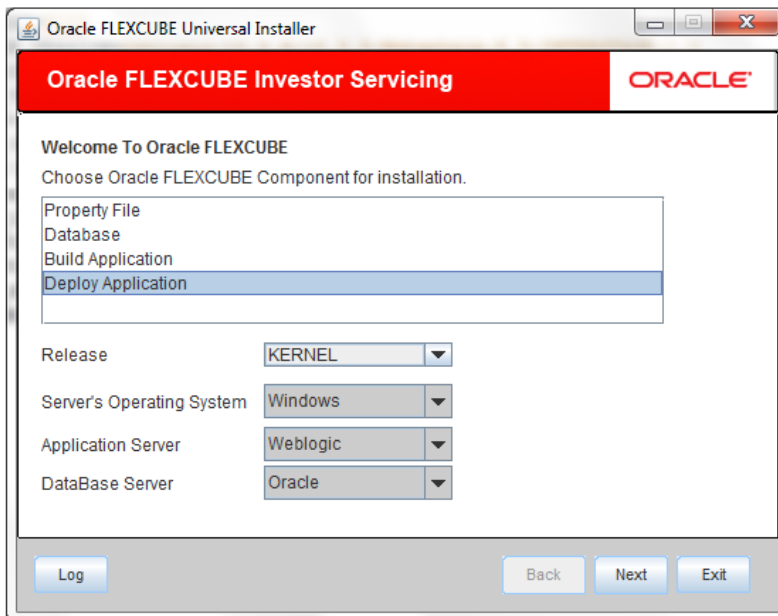 Oracle FLEXCUBE Universal Installer
Oracle FLEXCUBE Investor Servicing
ORACLE
Welcome To Oracle FLEXCUBE
Choose Oracle FLEXCUBE Component for installation.
Property File
Database
Build Application
Deploy Application
Release KERNEL
Server's Operating System Windows
Application Server Weblogic
DataBase Server Oracle
Log Back Next Exit